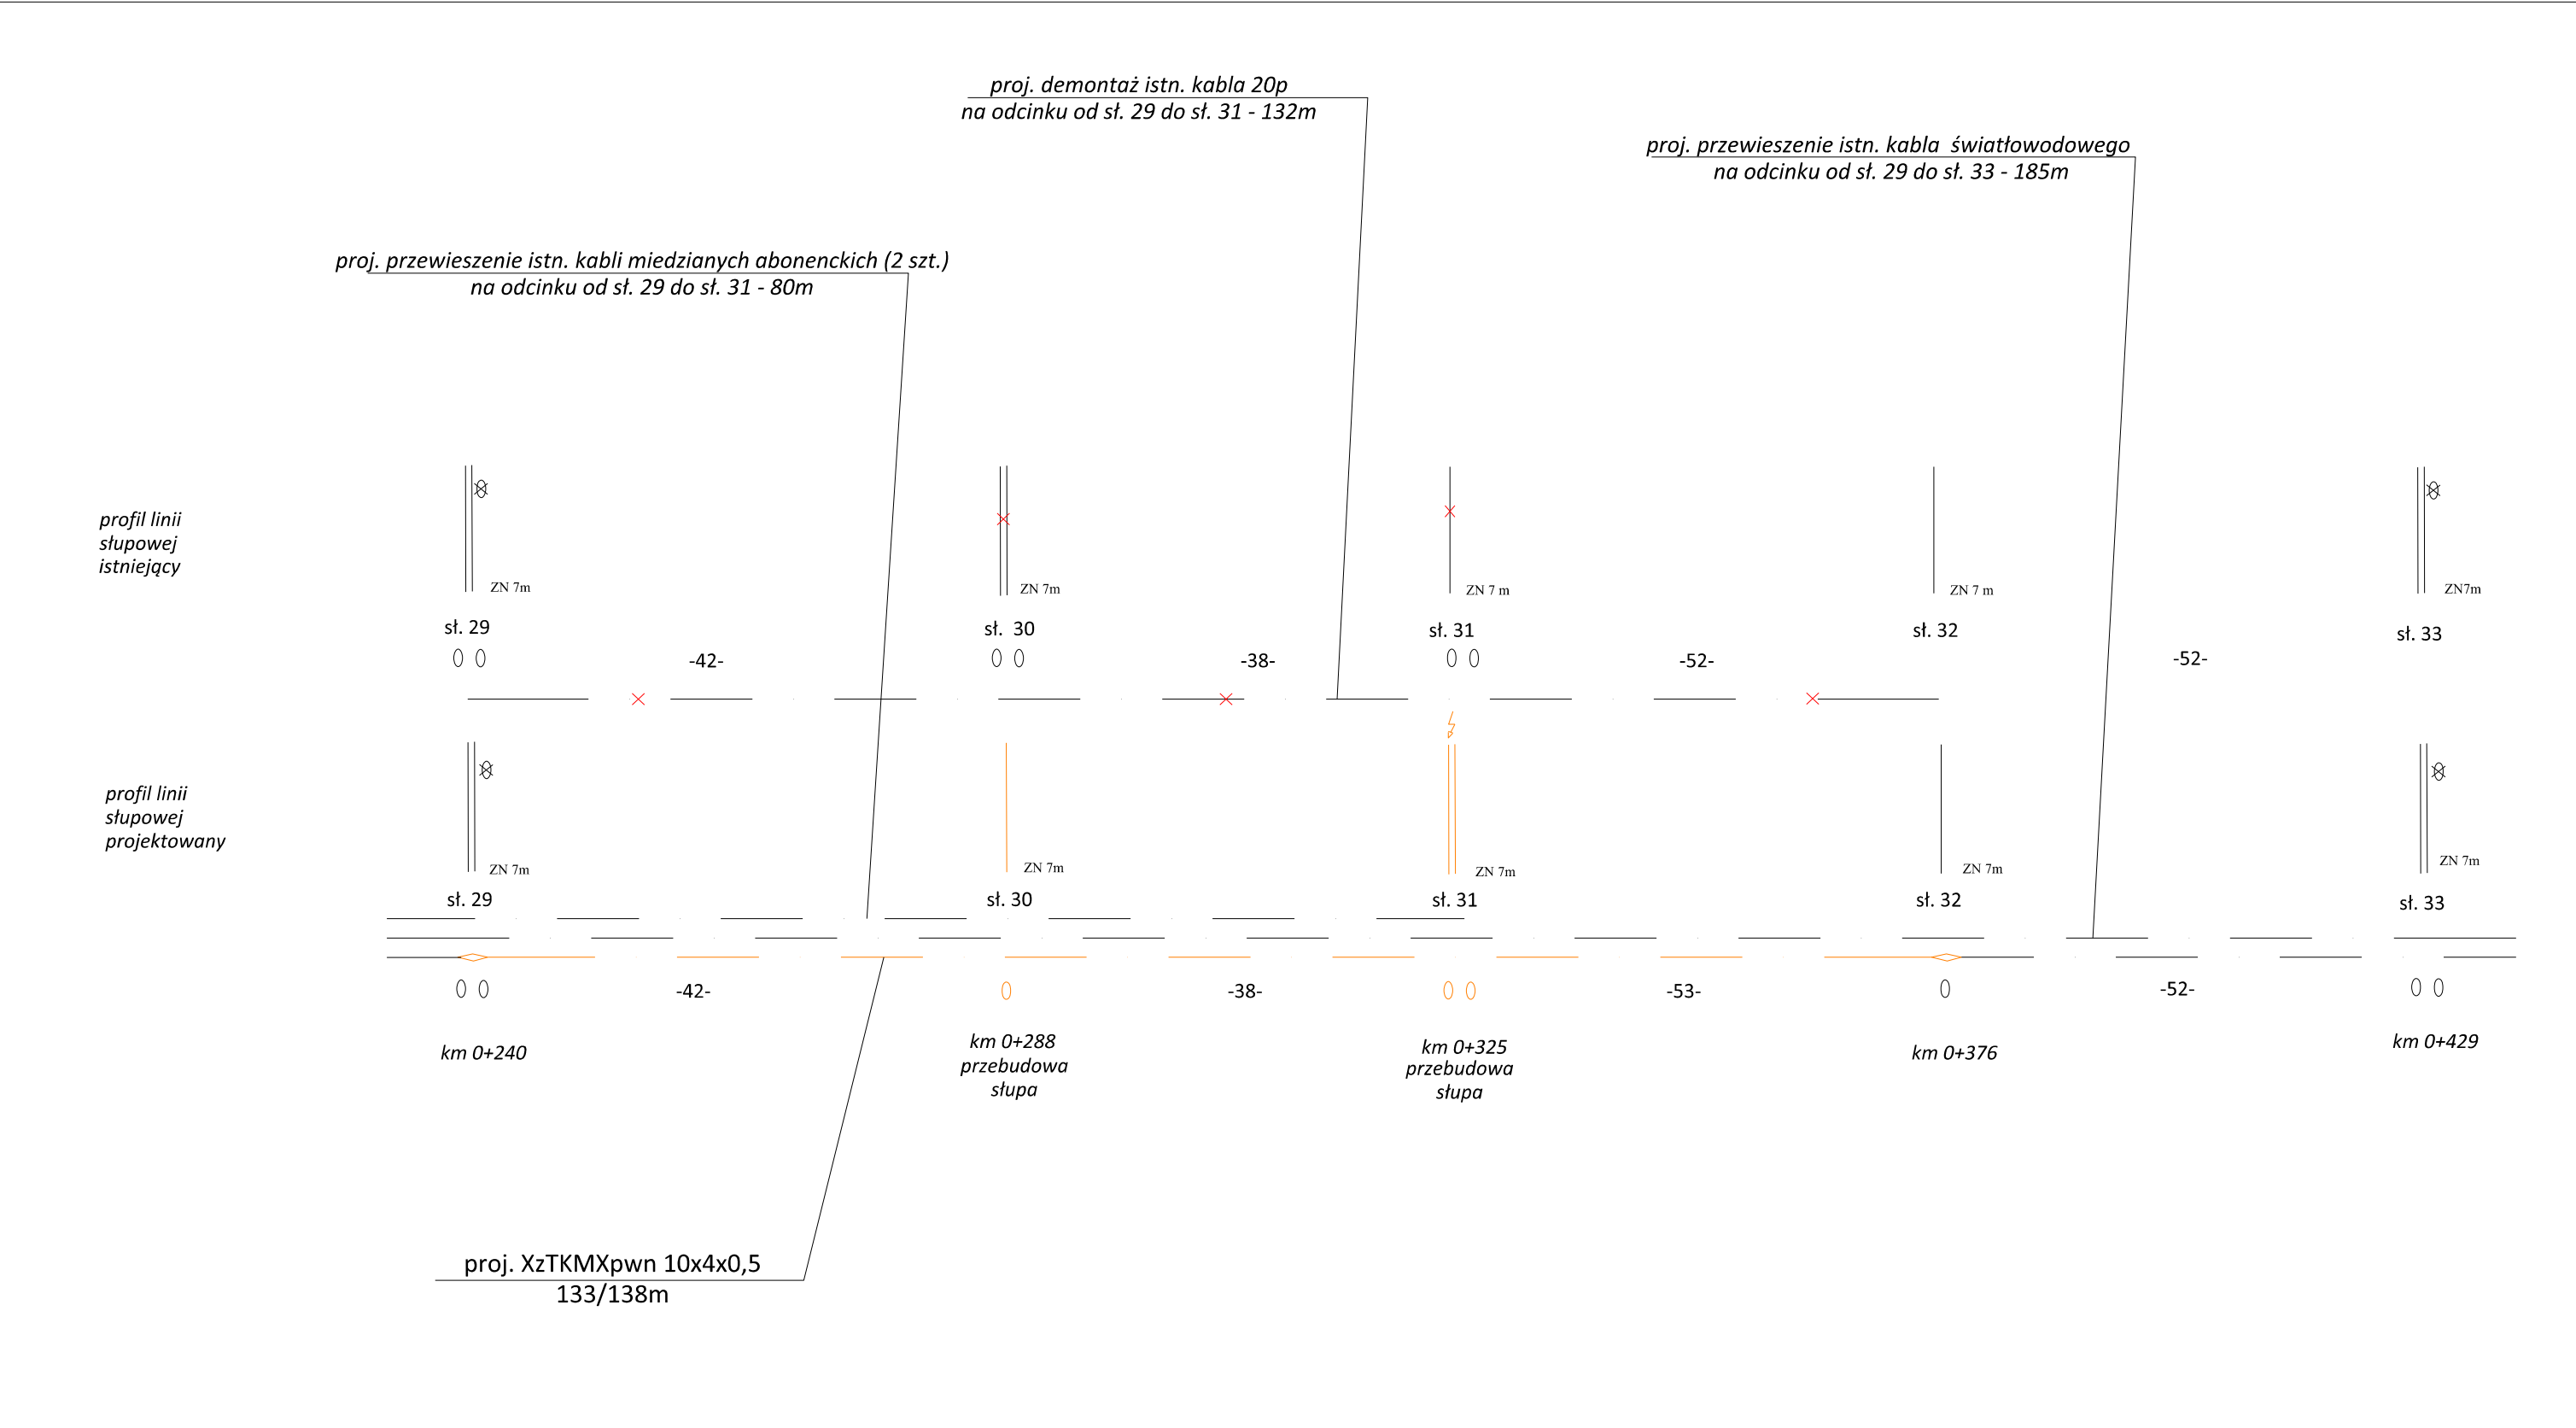 proj. demontaż istn. kabla 20p
na odcinku od sł. 29 do sł. 31 - 132m
proj. przewieszenie istn. kabla światłowodowego
na odcinku od sł. 29 do sł. 33 - 185m
proj. przewieszenie istn. kabli miedzianych abonenckich (2 szt.)
na odcinku od sł. 29 do sł. 31 - 80m
profil linii
słupowej
istniejący
ZN 7m
ZN 7m
ZN 7 m
ZN 7 m
ZN7m
sł. 29
sł. 30
sł. 31
sł. 32
sł. 33
-42-
-38-
-52-
-52-
profil linii
słupowej
projektowany
ZN 7m
ZN 7m
ZN 7m
ZN 7m
ZN 7m
sł. 29
sł. 30
sł. 31
sł. 32
sł. 33
-42-
-38-
-53-
-52-
km 0+240
km 0+288
przebudowa
słupa
km 0+325
przebudowa
słupa
km 0+376
km 0+429
proj. XzTKMXpwn 10x4x0,5
133/138m